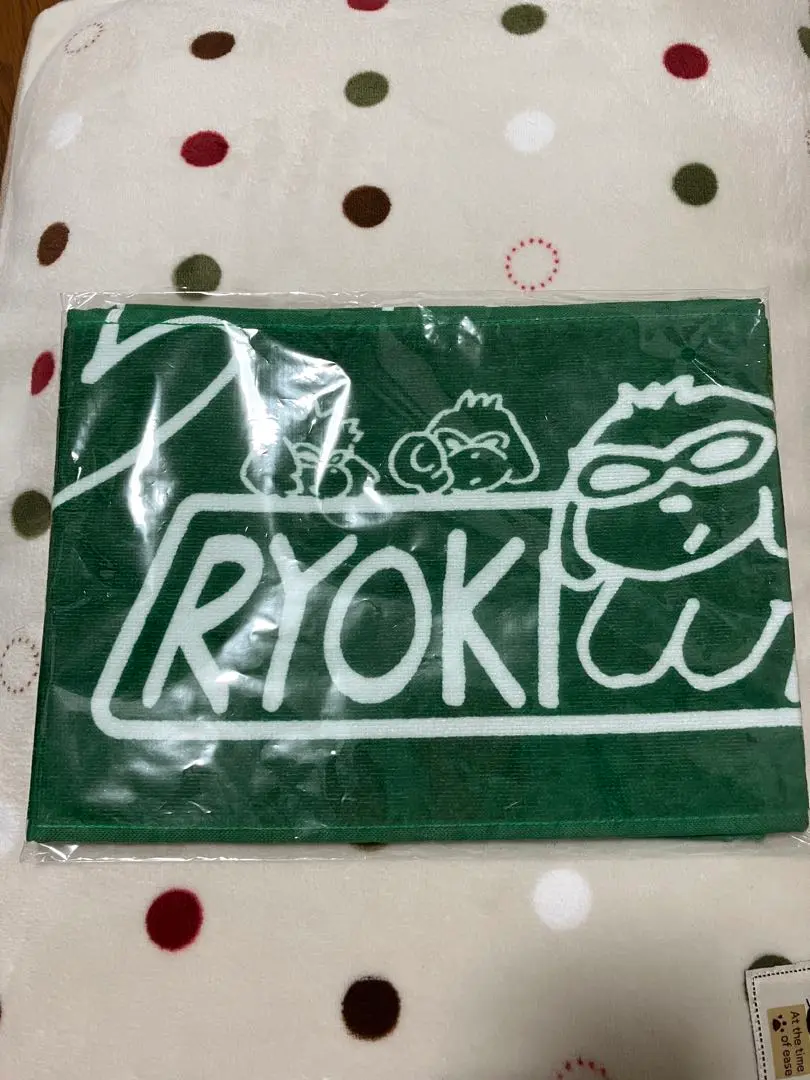 RYOKI
At the time
of ease